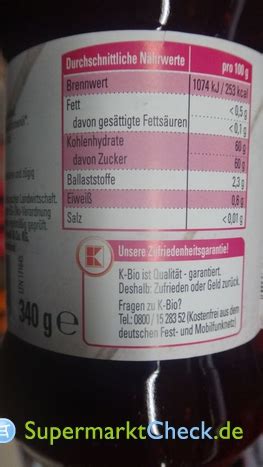 Durchschnittliche Nährwerte pro 100 g
Brennwert 1074 kJ / 253 kcal
Fett < 0,5 g
davon gesättigte Fettsäuren < 0,1 g
Kohlenhydrate 60 g
davon Zucker 60 g
Ballaststoffe 2,3 g
Eiweiß 0,6 g
Salz < 0,01 g
Landwirtschaft.
340 g e
K
Unsere Zufriedenheitsgarantie!
K-Bio ist Qualität - garantiert.
Deshalb: Zufrieden oder Geld zurück.
Fragen zu K-Bio?
Tel.: 0800 / 15 283 52 (Kostenfrei aus dem
deutschen Fest- und Mobilfunknetz)
SupermarktCheck.de